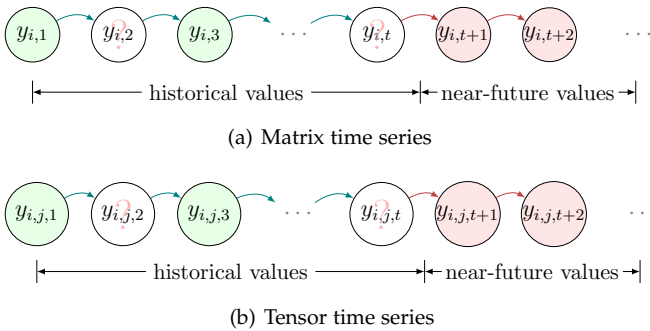 y_{i,1} ? y_{i,2} y_{i,3} ··· ? y_{i,t} y_{i,t+1} y_{i,t+2} ···
historical values near-future values
(a) Matrix time series
y_{i,j,1} ? y_{i,j,2} y_{i,j,3} ··· ? y_{i,j,t} y_{i,j,t+1} y_{i,j,t+2} ··
historical values near-future values
(b) Tensor time series